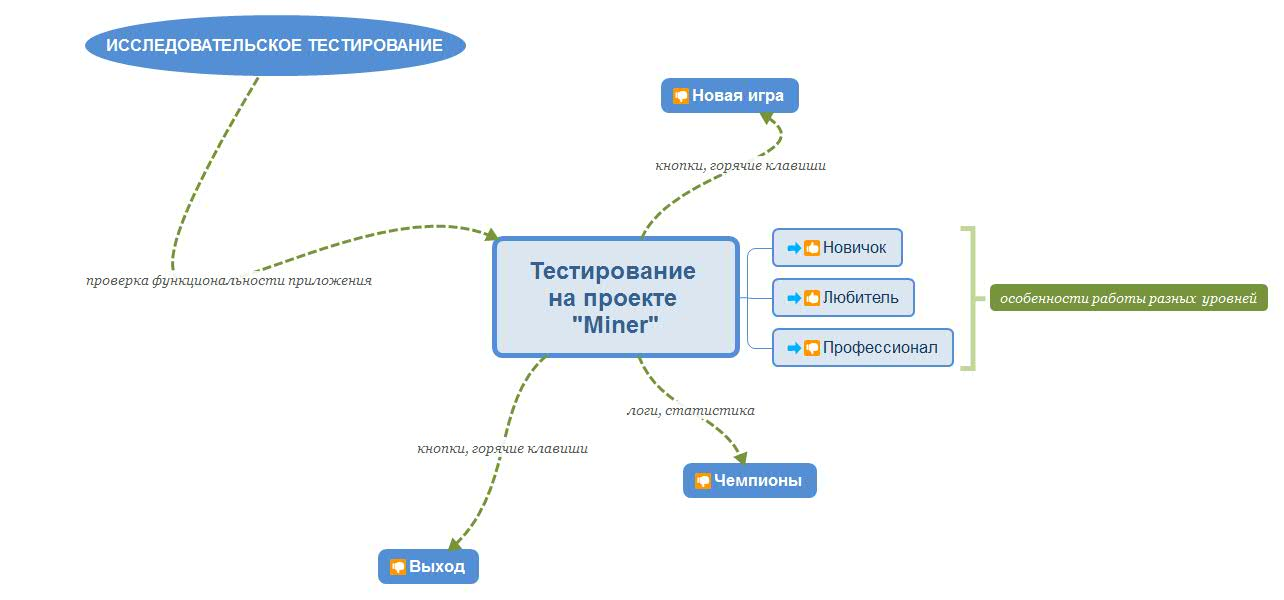 ИССЛЕДОВАТЕЛЬСКОЕ ТЕСТИРОВАНИЕ
Новая игра
кнопки, горячие клавиши
проверка функциональности приложения
Тестирование
на проекте
"Miner"
Новичок
Любитель
Профессионал
особенности работы разных уровней
логи, статистика
кнопки, горячие клавиши
Чемпионы
Выход